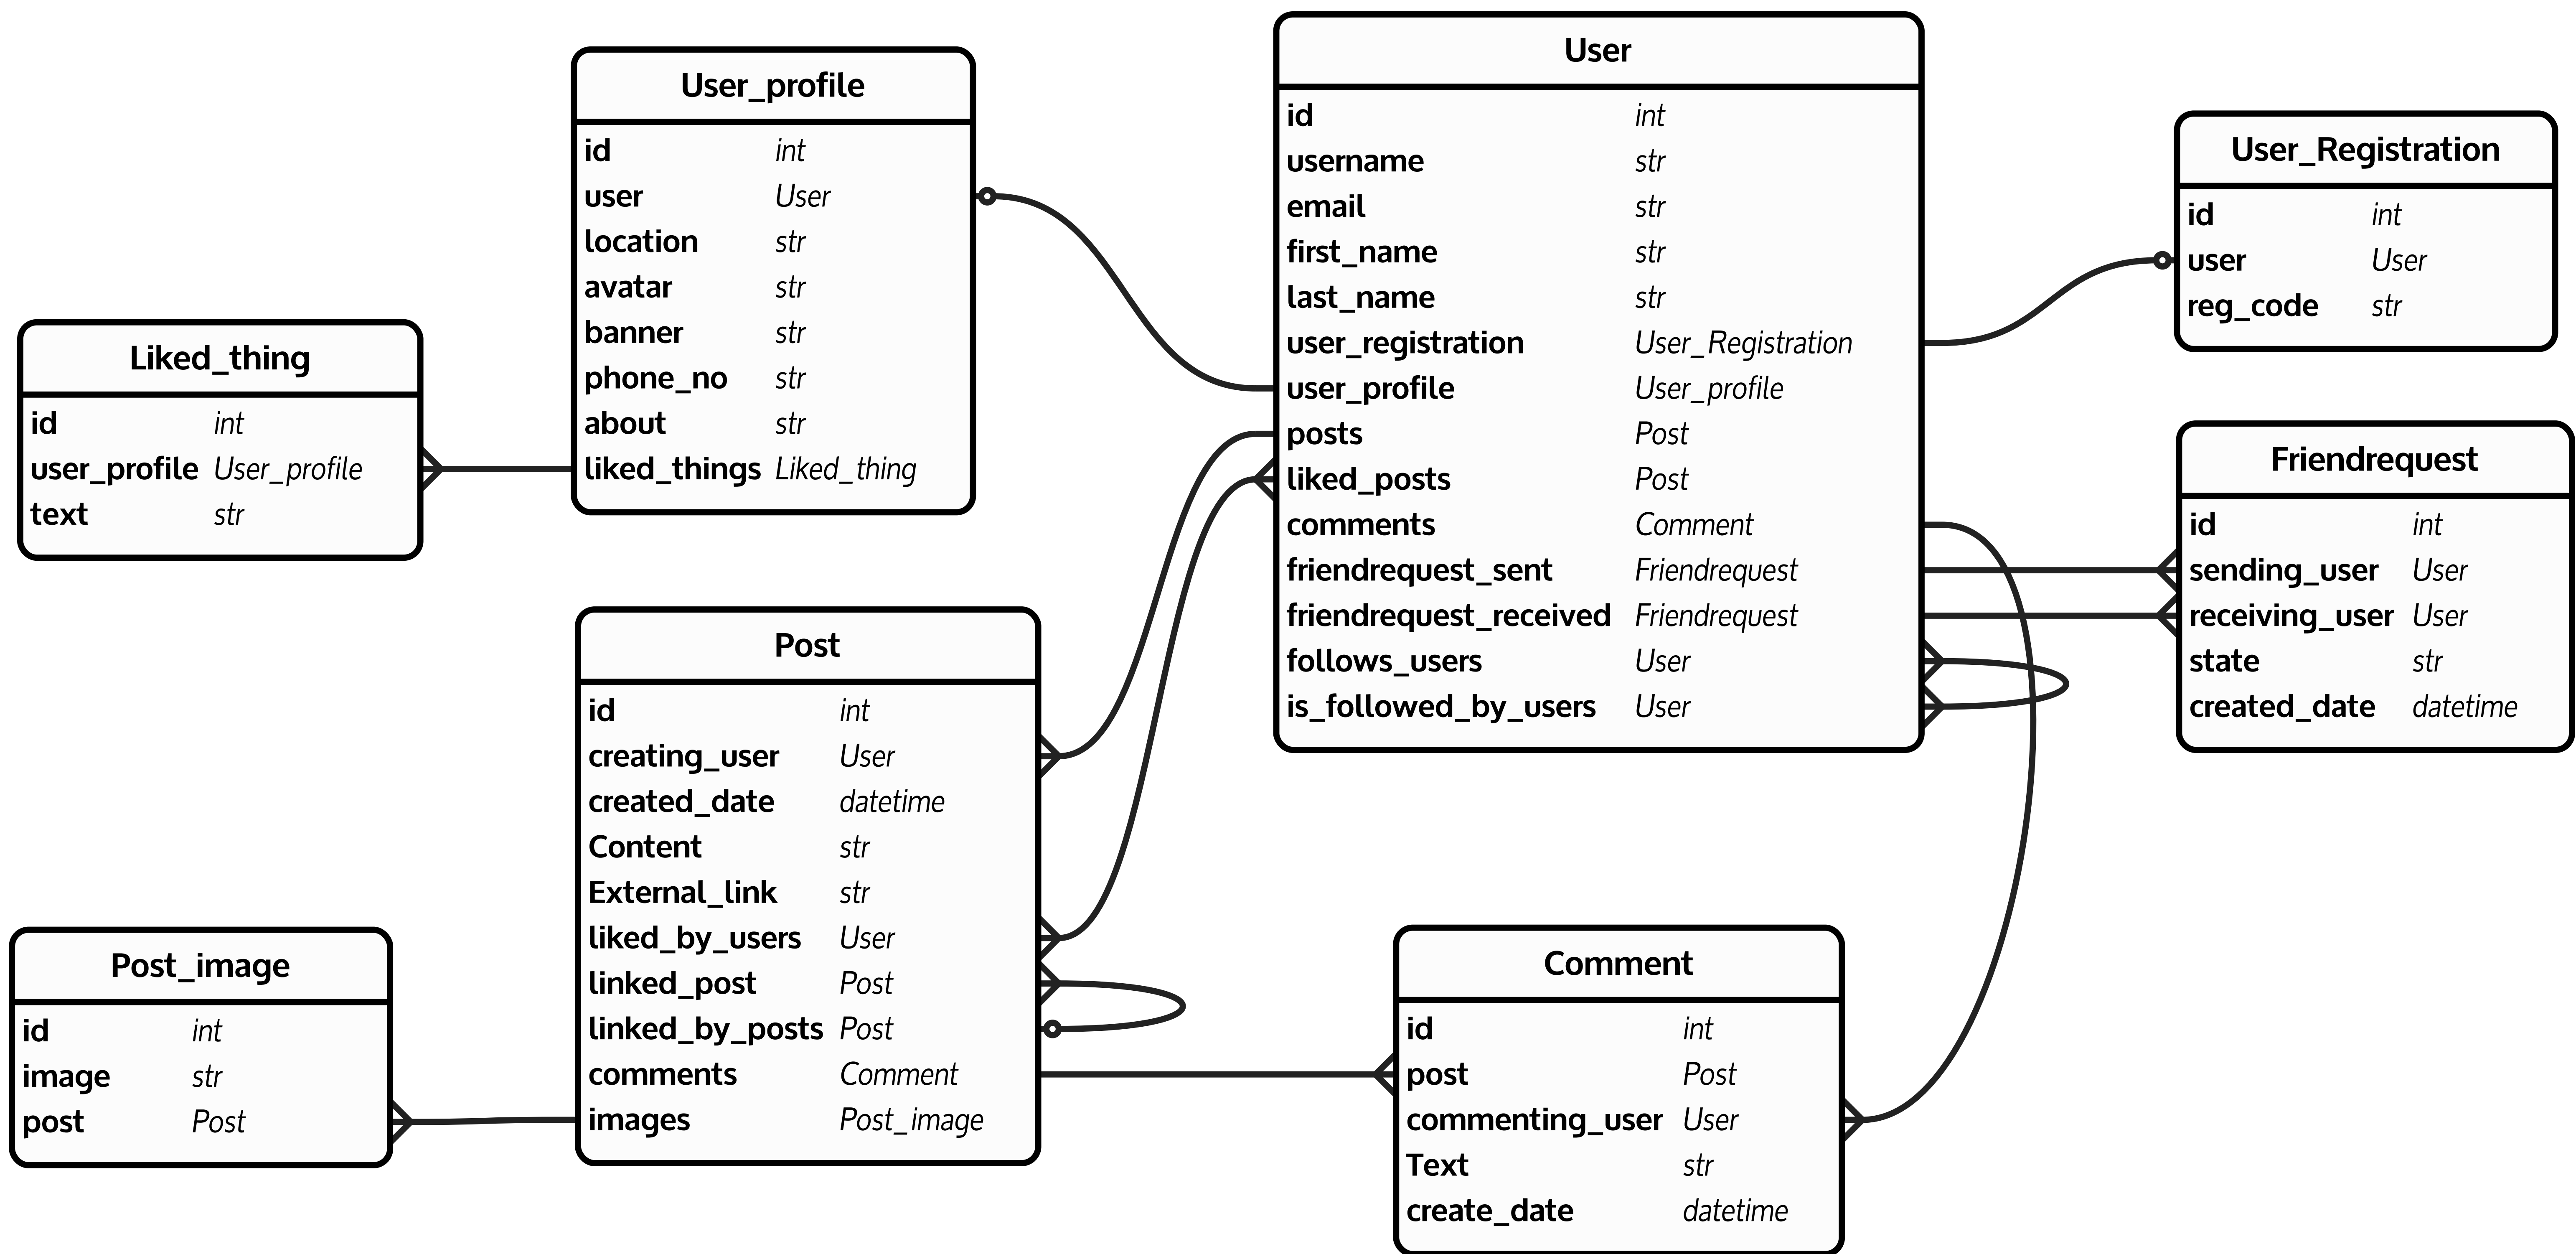 User_profile
id int
user User
location str
avatar str
banner str
phone_no str
about str
liked_things Liked_thing
User
id int
username str
email str
first_name str
last_name str
user_registration User_Registration
user_profile User_profile
posts Post
liked_posts Post
comments Comment
friendrequest_sent Friendrequest
friendrequest_received Friendrequest
follows_users User
is_followed_by_users User
User_Registration
id int
user User
reg_code str
Liked_thing
id int
user_profile User_profile
text str
Friendrequest
id int
sending_user User
receiving_user User
state str
created_date datetime
Post
id int
creating_user User
created_date datetime
Content str
External_link str
liked_by_users User
linked_post Post
linked_by_posts Post
comments Comment
images Post_image
Post_image
id int
image str
post Post
Comment
id int
post Post
commenting_user User
Text str
create_date datetime